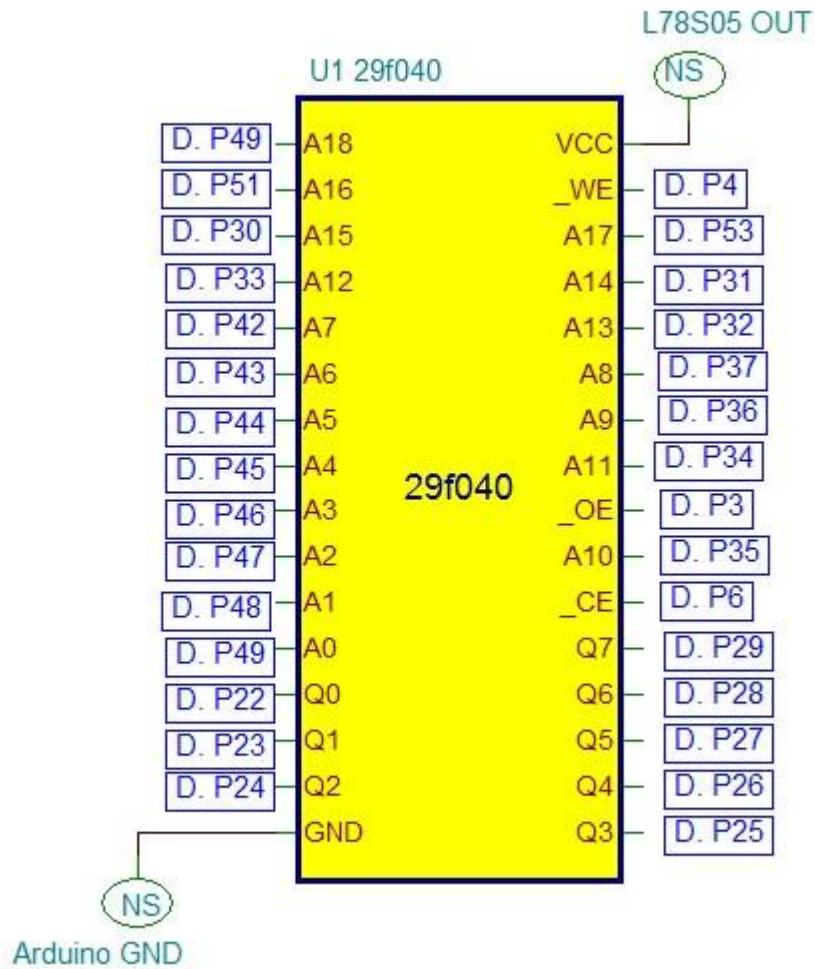 L78S05 OUT
NS
U1 29f040
D. P49 A18 VCC
D. P51 A16 _WE D. P4
D. P30 A15 A17 D. P53
D. P33 A12 A14 D. P31
D. P42 A7 A13 D. P32
D. P43 A6 A8 D. P37
D. P44 A5 A9 D. P36
D. P45 A4 A11 D. P34
29f040
D. P46 A3 _OE D. P3
D. P47 A2 A10 D. P35
D. P48 A1 _CE D. P6
D. P49 A0 Q7 D. P29
D. P22 Q0 Q6 D. P28
D. P23 Q1 Q5 D. P27
D. P24 Q2 Q4 D. P26
GND Q3 D. P25
NS
Arduino GND